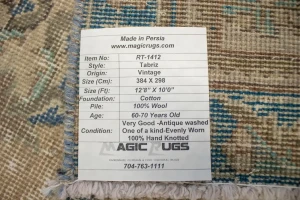 Made in Persia
www.magicrugs.com
Item No: RT-1412
Style: Tabriz
Origin: Vintage
Size (Cm): 384 X 298
Size (Ft): 12'8" X 10'0"
Foundation: Cotton
Pile: 100% Wool
Age: 60-70 Years Old
Condition: Very Good -Antique washed
One of a kind-Evenly Worn
100% Hand Knotted
MAGIC RUGS
704-763-1111